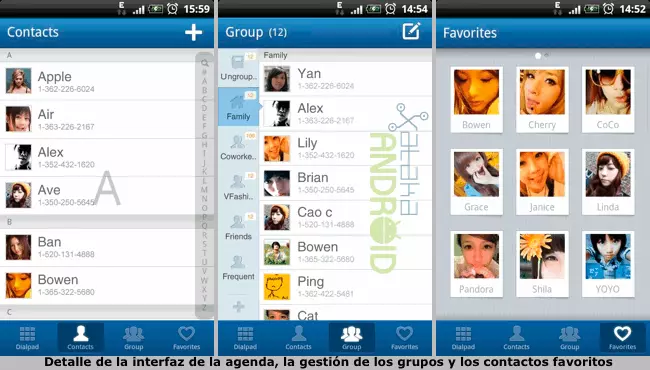 E 15:59
Contacts
A
Apple
1-362-226-6024
Air
1-363-226-2167
Alex
1-352-432-1620
Ave
1-350-250-5645
A
B
Ban
1-520-131-4888
Bowen
1-365-322-5680
Dialpad Contacts Group Favorites
E 14:54
Group (12)
Ungroup..
Family
Coworke..
VFashi..
Friends
Frequent
Family
Yan
1-362-226-6024
Alex
1-363-226-2167
Lily
1-352-432-1620
Brian
1-350-250-5645
Cao c
1-520-131-4888
Bowen
1-365-322-5680
Ping
1-362-422-5481
Cat
ANDROID
Dialpad Contacts Group Favorites
E 14:52
Favorites
Bowen Cherry CoCo
Grace Janice Linda
Pandora Shila YOYO
Dialpad Contacts Group Favorites
Detalle de la interfaz de la agenda, la gestión de los grupos y los contactos favoritos